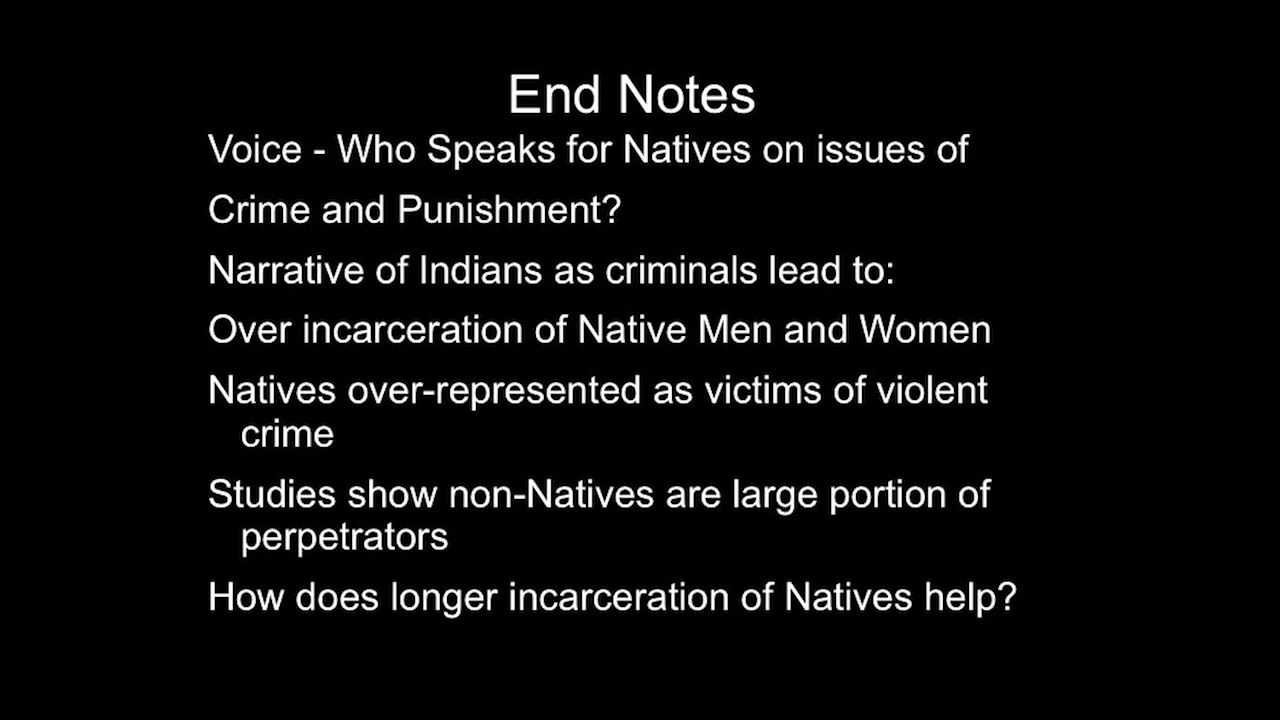 End Notes
Voice - Who Speaks for Natives on issues of
Crime and Punishment?
Narrative of Indians as criminals lead to:
Over incarceration of Native Men and Women
Natives over-represented as victims of violent
crime
Studies show non-Natives are large portion of
perpetrators
How does longer incarceration of Natives help?